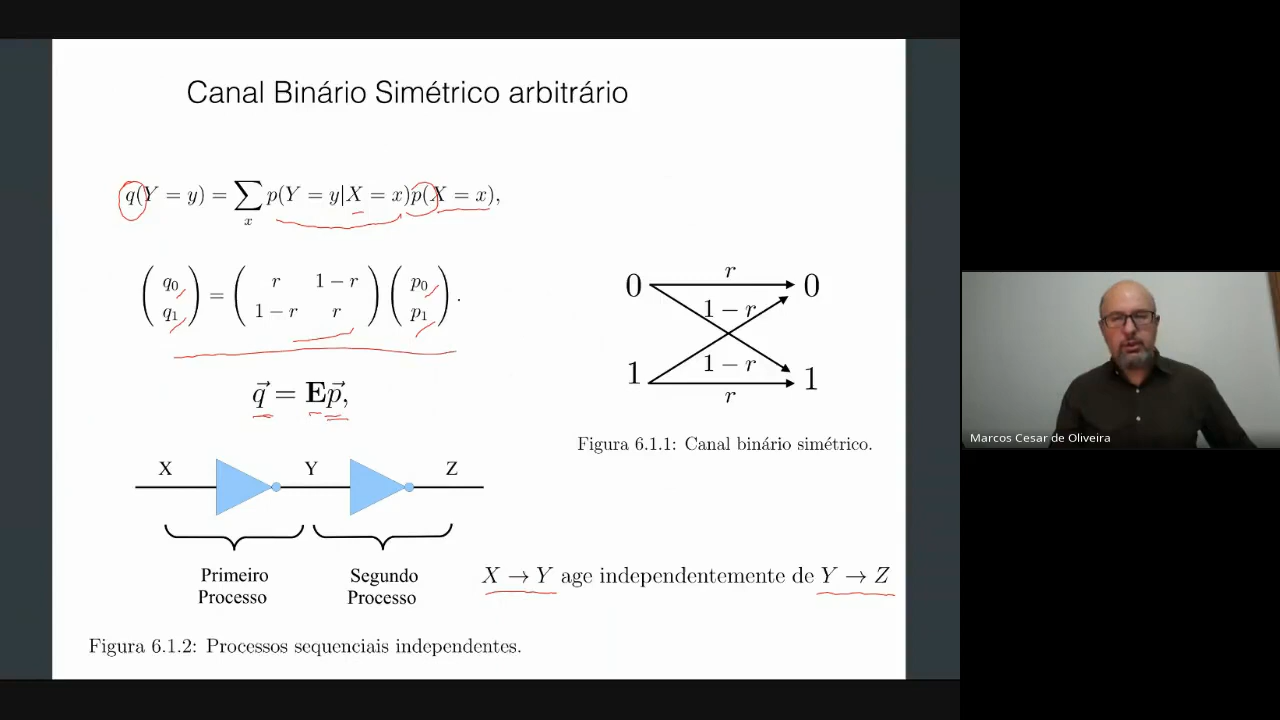 Canal Binário Simétrico arbitrário
q(Y = y) = ∑ₓ p(Y = y|X = x)p(X = x),
( q₀ ) = ( r 1 − r ) ( p₀ )
( q₁ ) ( 1 − r r ) ( p₁ ) .
q⃗ = Ep⃗,
0 r 0
1 − r
1 − r
1 r 1
Figura 6.1.1: Canal binário simétrico.
X Y Z
Primeiro Processo
Segundo Processo
X → Y age independentemente de Y → Z
Figura 6.1.2: Processos sequenciais independentes.
Marcos Cesar de Oliveira